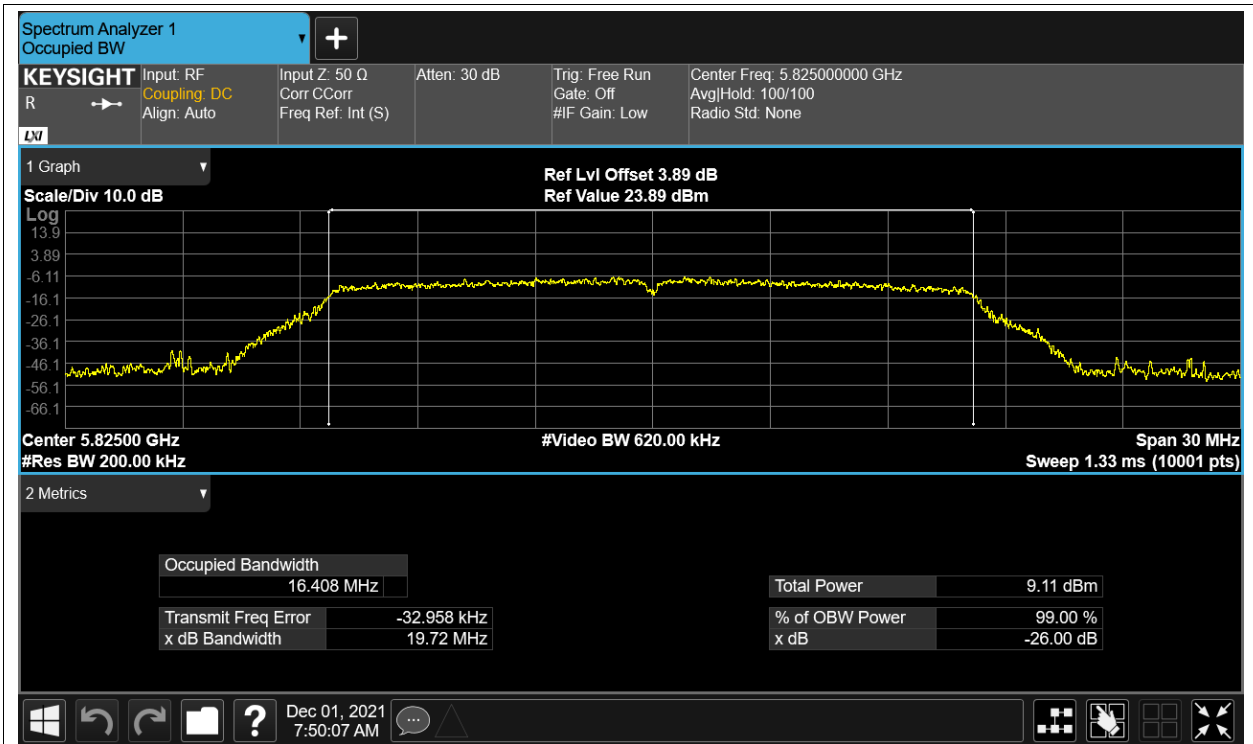 Spectrum Analyzer 1
Occupied BW
KEYSIGHT
R
LXI
Input: RF
Coupling: DC
Align: Auto
Input Z: 50 Ω
Corr CCorr
Freq Ref: Int (S)
Atten: 30 dB
Trig: Free Run
Gate: Off
#IF Gain: Low
Center Freq: 5.825000000 GHz
Avg|Hold: 100/100
Radio Std: None
1 Graph
Scale/Div 10.0 dB
Ref Lvl Offset 3.89 dB
Ref Value 23.89 dBm
Log
13.9
3.89
-6.11
-16.1
-26.1
-36.1
-46.1
-56.1
-66.1
Center 5.82500 GHz
#Res BW 200.00 kHz
#Video BW 620.00 kHz
Span 30 MHz
Sweep 1.33 ms (10001 pts)
2 Metrics
Occupied Bandwidth
16.408 MHz
Transmit Freq Error -32.958 kHz
x dB Bandwidth 19.72 MHz
Total Power 9.11 dBm
% of OBW Power 99.00 %
x dB -26.00 dB
?
Dec 01, 2021
7:50:07 AM